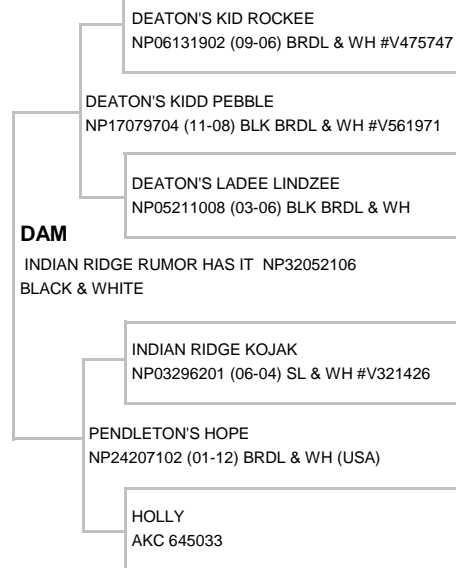 DEATON'S KID ROCKEE
NP06131902 (09-06) BRDL & WH #V475747
DEATON'S KIDD PEBBLE
NP17079704 (11-08) BLK BRDL & WH #V561971
DEATON'S LADEE LINDZEE
NP05211008 (03-06) BLK BRDL & WH
DAM
INDIAN RIDGE RUMOR HAS IT NP32052106
BLACK & WHITE
INDIAN RIDGE KOJAK
NP03296201 (06-04) SL & WH #V321426
PENDLETON'S HOPE
NP24207102 (01-12) BRDL & WH (USA)
HOLLY
AKC 645033